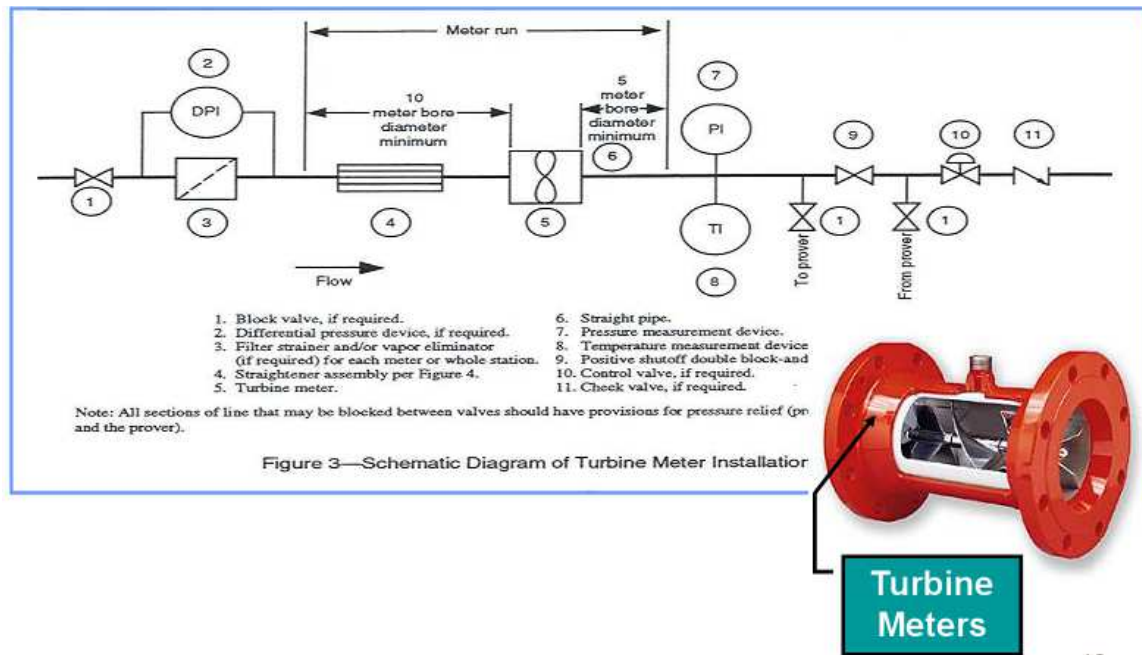 Meter run
2
DPI
10
meter bore
diameter
minimum
5
meter
bore
diameter
minimum
7
PI
9
10
11
6
1
3
4
5
TI
8
1
1
To prover
From prover
Flow
1. Block valve, if required.
2. Differential pressure device, if required.
3. Filter strainer and/or vapor eliminator
(if required) for each meter or whole station.
4. Straightener assembly per Figure 4.
5. Turbine meter.
6. Straight pipe.
7. Pressure measurement device.
8. Temperature measurement device
9. Positive shutoff double block-and
10. Control valve, if required.
11. Check valve, if required.
Note: All sections of line that may be blocked between valves should have provisions for pressure relief (pr
and the prover).
Figure 3—Schematic Diagram of Turbine Meter Installation
Turbine
Meters